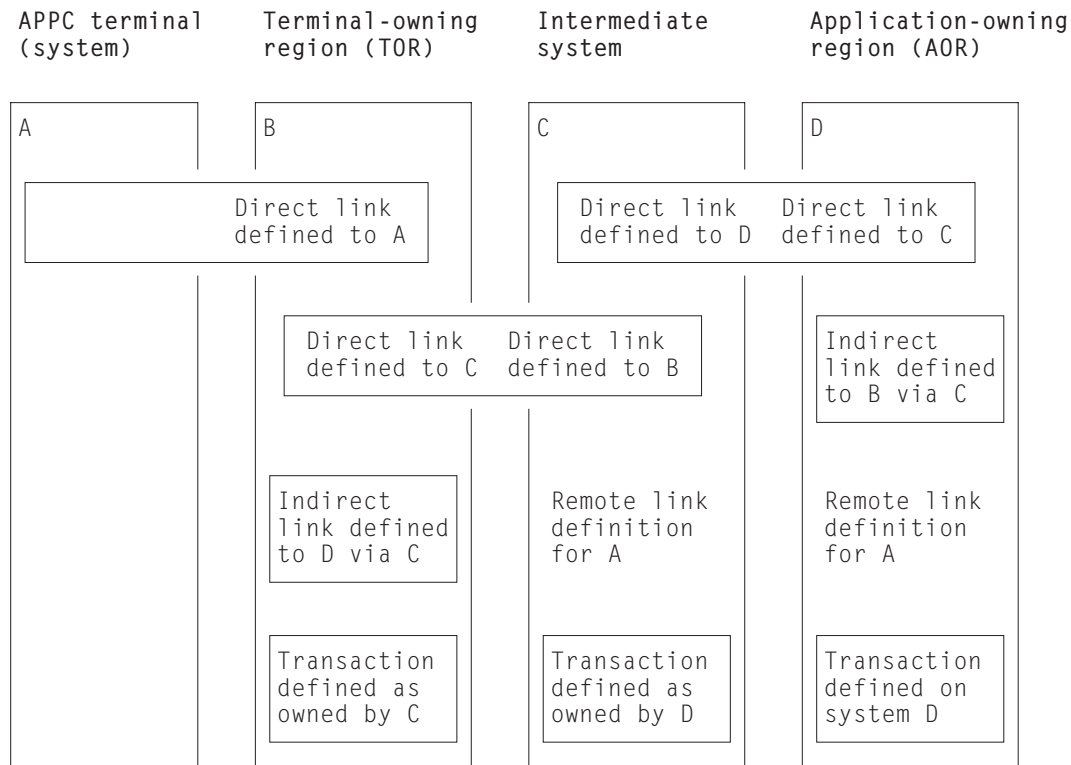 APPC terminal
(system)
Terminal-owning
region (TOR)
Intermediate
system
Application-owning
region (AOR)
A
B
C
D
Direct link
defined to A
Direct link
defined to D
Direct link
defined to C
Direct link
defined to C
Direct link
defined to B
Indirect
link defined
to B via C
Indirect
link defined
to D via C
Remote link
definition
for A
Remote link
definition
for A
Transaction
defined as
owned by C
Transaction
defined as
owned by D
Transaction
defined on
system D